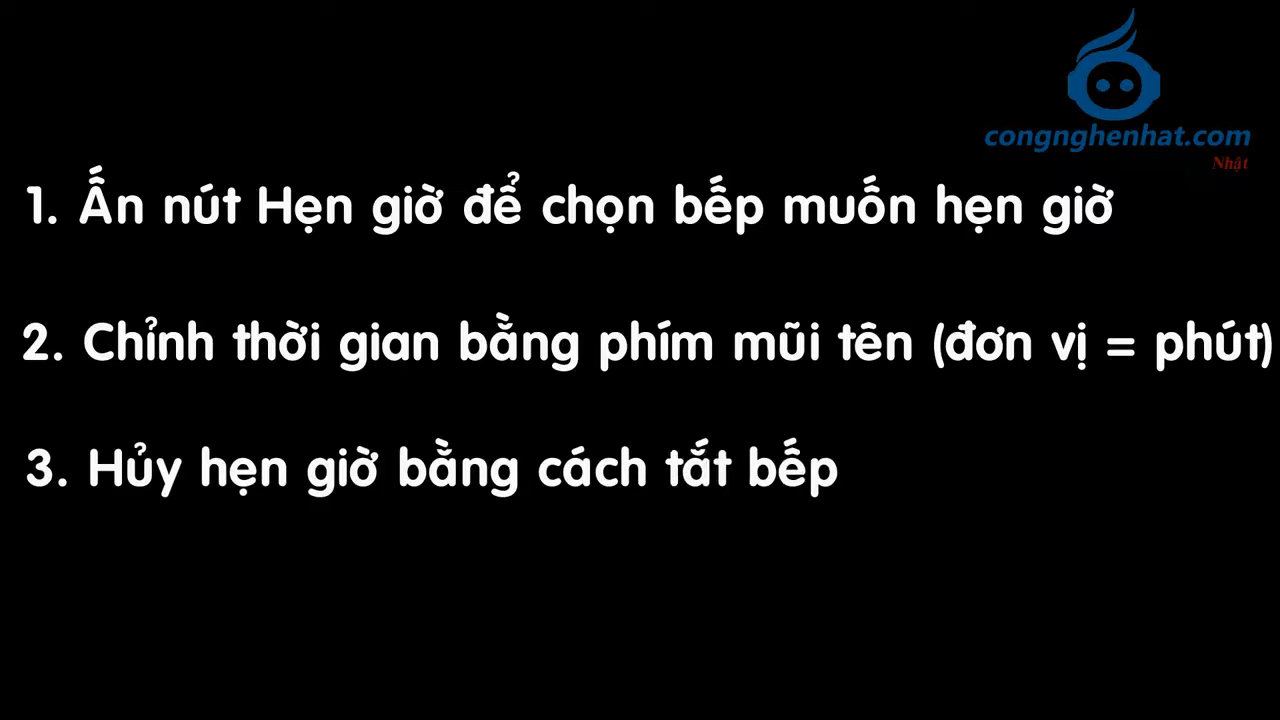 congnghenhat.com
Nhật
1. Ấn nút Hẹn giờ để chọn bếp muốn hẹn giờ
2. Chỉnh thời gian bằng phím mũi tên (đơn vị = phút)
3. Hủy hẹn giờ bằng cách tắt bếp